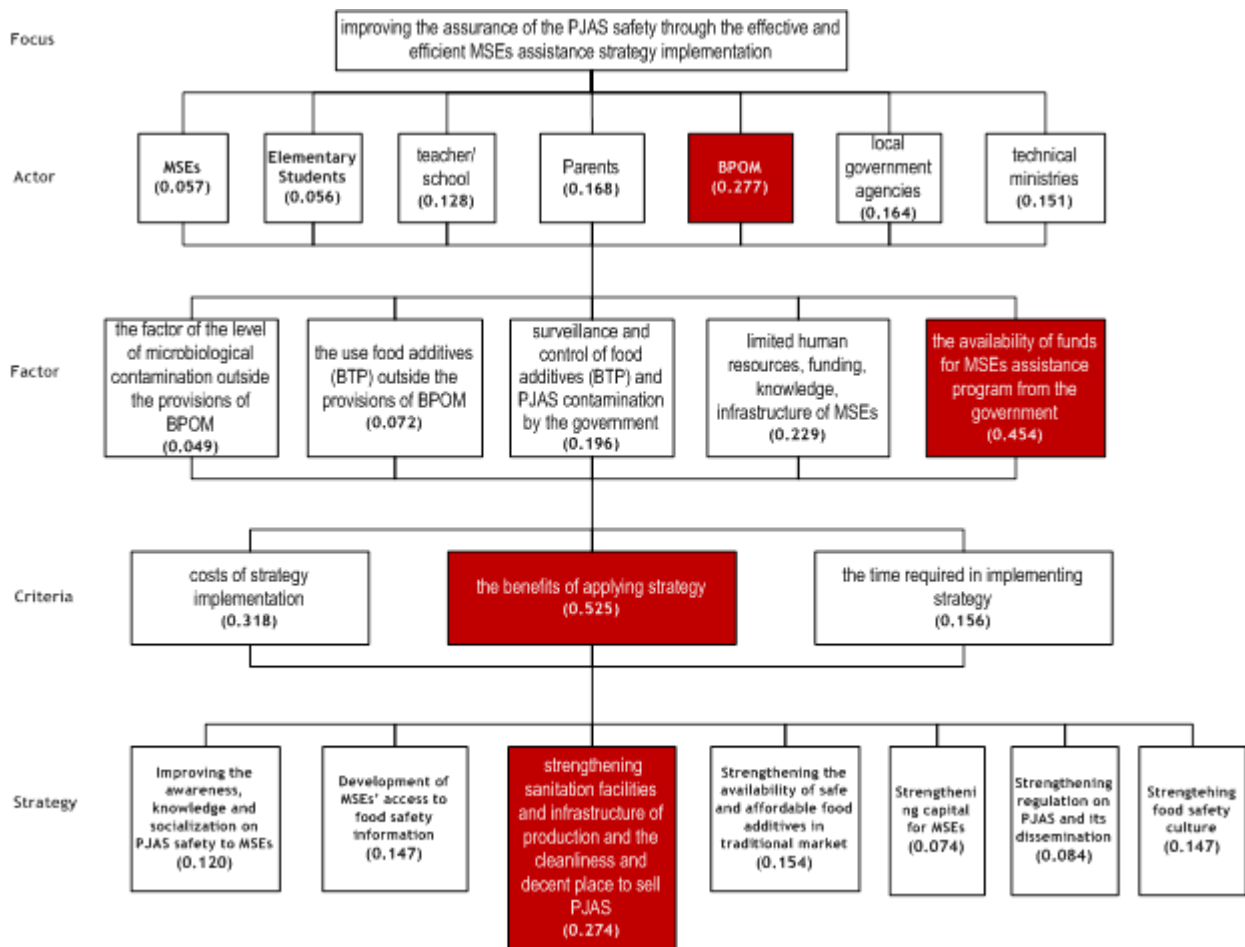 Focus
improving the assurance of the PJAS safety through the effective and
efficient MSEs assistance strategy implementation
Actor
MSEs
(0.057)
Elementary
Students
(0.056)
teacher/
school
(0.128)
Parents
(0.168)
BPOM
(0.277)
local
government
agencies
(0.164)
technical
ministries
(0.151)
Factor
the factor of the level
of microbiological
contamination outside
the provisions of
BPOM
(0.049)
the use food additives
(BTP) outside the
provisions of BPOM
(0.072)
surveillance and
control of food
additives (BTP) and
PJAS contamination
by the government
(0.196)
limited human
resources, funding,
knowledge,
infrastructure of MSEs
(0.229)
the availability of funds
for MSEs assistance
program from the
government
(0.454)
Criteria
costs of strategy
implementation
(0.318)
the benefits of applying strategy
(0.525)
the time required in implementing
strategy
(0.156)
Strategy
Improving the
awareness,
knowledge and
socialization on
PJAS safety to MSEs
(0.120)
Development of
MSEs' access to
food safety
information
(0.147)
strengthening
sanitation facilities
and infrastructure of
production and the
cleanliness and
decent place to sell
PJAS
(0.274)
Strengthening the
availability of safe
and affordable food
additives in
traditional market
(0.154)
Strengtheni
ng capital
for MSEs
(0.074)
Strengthening
regulation on
PJAS and its
dissemination
(0.084)
Strengtehing
food safety
culture
(0.147)